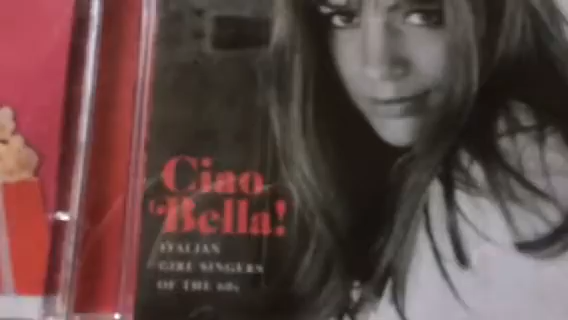 Ciao
Bella!
ITALIAN
GIRL SINGERS
OF THE 60s